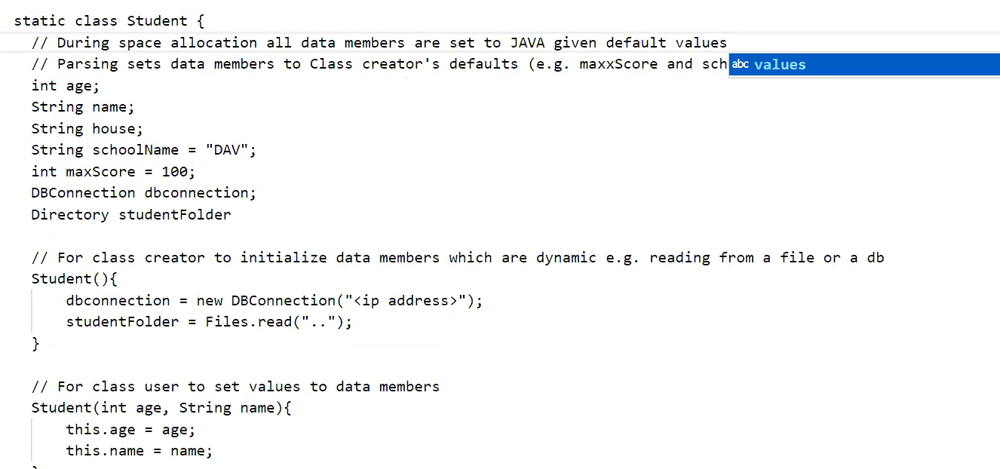 static class Student {
// During space allocation all data members are set to JAVA given default values
// Parsing sets data members to Class creator's defaults (e.g. maxxScore and sch
abc values
int age;
String name;
String house;
String schoolName = "DAV";
int maxScore = 100;
DBConnection dbconnection;
Directory studentFolder
// For class creator to initialize data members which are dynamic e.g. reading from a file or a db
Student(){
dbconnection = new DBConnection("<ip address>");
studentFolder = Files.read("..");
}
// For class user to set values to data members
Student(int age, String name){
this.age = age;
this.name = name;